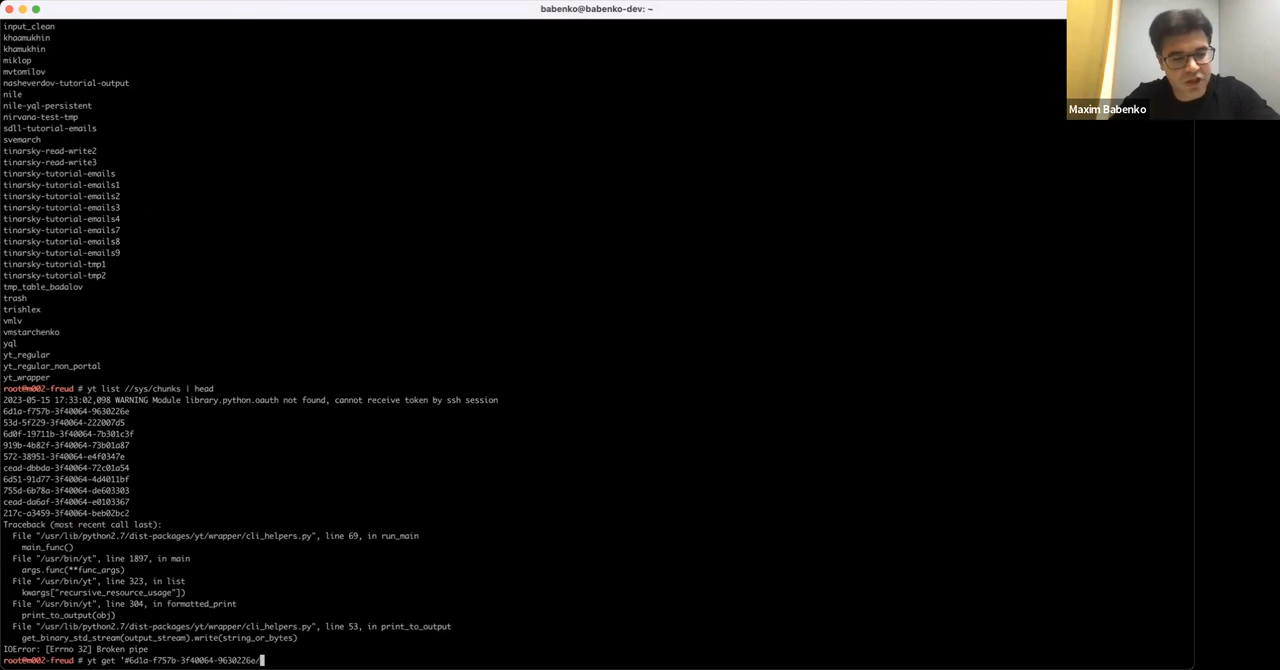 babenko@babenko-dev: ~
input_clean
khaamukhin
khamukhin
miklop
mvtomilov
nasheverdov-tutorial-output
nile
nile-yql-persistent
nirvana-test-tmp
sdll-tutorial-emails
svemarch
tinarsky-read-write2
tinarsky-read-write3
tinarsky-tutorial-emails
tinarsky-tutorial-emails1
tinarsky-tutorial-emails2
tinarsky-tutorial-emails3
tinarsky-tutorial-emails4
tinarsky-tutorial-emails7
tinarsky-tutorial-emails8
tinarsky-tutorial-emails9
tinarsky-tutorial-tmp1
tinarsky-tutorial-tmp2
tmp_table_badalov
trash
trishlex
vmlv
vmstarchenko
yql
yt_regular
yt_regular_non_portal
yt_wrapper
root@m002-freud # yt list //sys/chunks | head
2023-05-15 17:33:02,098 WARNING Module library.python.oauth not found, cannot receive token by ssh session
6d1a-f757b-3f40064-9630226e
53d-5f229-3f40064-222007d5
6d0f-19711b-3f40064-7b301c3f
919b-4b82f-3f40064-73b01a87
572-38951-3f40064-e4f0347e
cead-dbbda-3f40064-72c01a54
6d51-91d77-3f40064-4d4011bf
755d-6b78a-3f40064-de603303
cead-da6af-3f40064-e0103367
217c-a3459-3f40064-beb02bc2
Traceback (most recent call last):
File "/usr/lib/python2.7/dist-packages/yt/wrapper/cli_helpers.py", line 69, in run_main
main_func()
File "/usr/bin/yt", line 1897, in main
args.func(**func_args)
File "/usr/bin/yt", line 323, in list
kwargs["recursive_resource_usage"])
File "/usr/bin/yt", line 304, in formatted_print
print_to_output(obj)
File "/usr/lib/python2.7/dist-packages/yt/wrapper/cli_helpers.py", line 53, in print_to_output
get_binary_std_stream(output_stream).write(string_or_bytes)
IOError: [Errno 32] Broken pipe
root@m002-freud # yt get '#6d1a-f757b-3f40064-9630226e/
Maxim Babenko